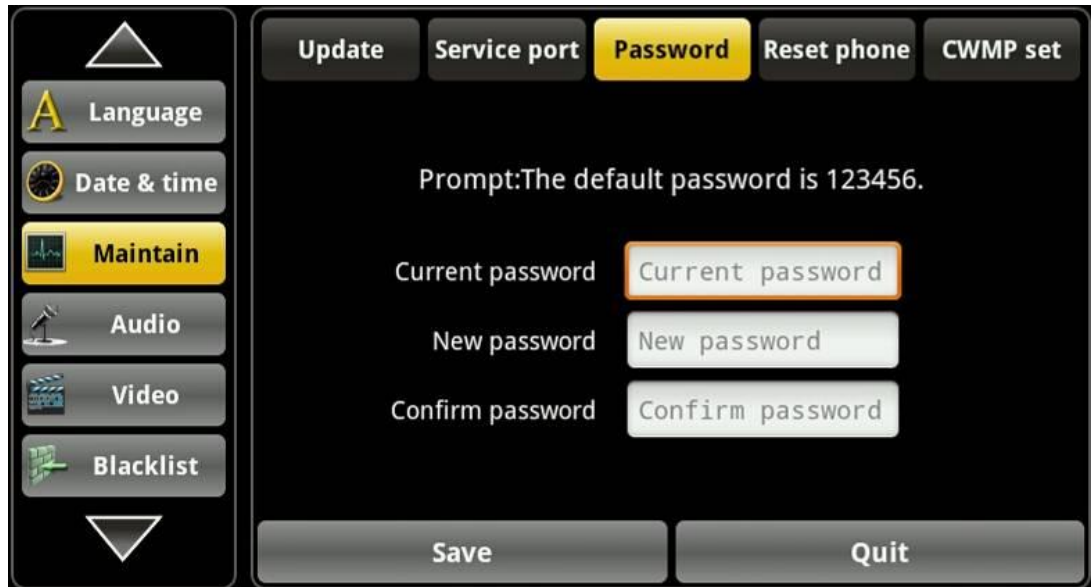 Update Service port Password Reset phone CWMP set
Language
Date & time
Maintain
Audio
Video
Blacklist
Prompt:The default password is 123456.
Current password Current password
New password New password
Confirm password Confirm password
Save Quit